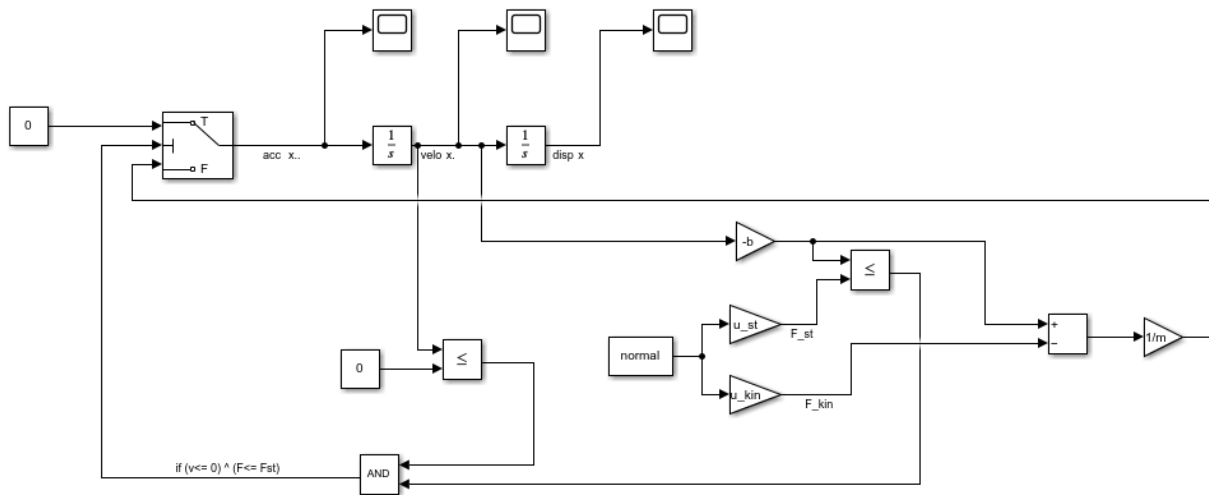 0
T
F
acc x..
1
s
velo x.
1
s
disp x
-b
≤
u_st
F_st
normal
u_kin
F_kin
+
−
1/m
0
≤
if (v<= 0) ^ (F<= Fst)
AND